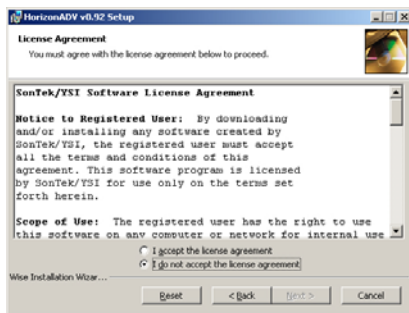 HorizonADV v0.92 Setup
License Agreement
You must agree with the license agreement below to proceed.
SonTek/YSI Software License Agreement
Notice to Registered User: By downloading
and/or installing any software created by
SonTek/YSI, the registered user must accept
all the terms and conditions of this
agreement. This software program is licensed
by SonTek/YSI for use only on the terms set
forth herein.
Scope of Use: The registered user has the right to use
this software on any computer or network for internal use
I accept the license agreement
I do not accept the license agreement
Wise Installation Wizar...
Reset
< Back
Next >
Cancel